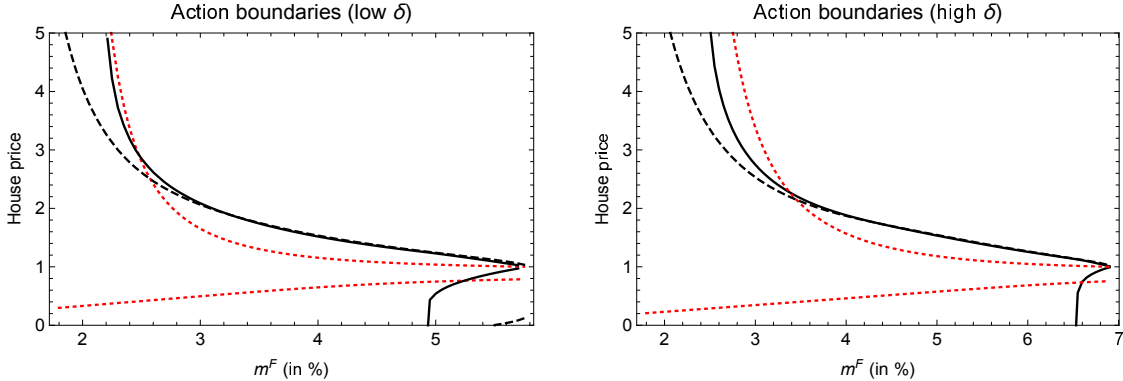 Action boundaries (low δ)
House price
5
4
3
2
1
0
2 3 4 5
m^F (in %)
Action boundaries (high δ)
House price
5
4
3
2
1
0
2 3 4 5 6 7
m^F (in %)